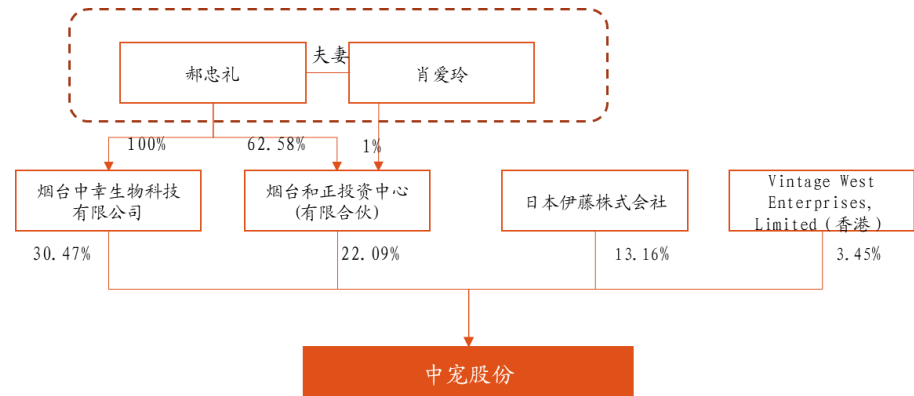 夫妻
郝忠礼
肖爱玲
100%
62.58%
1%
烟台中幸生物科技
有限公司
烟台和正投资中心
(有限合伙)
日本伊藤株式会社
Vintage West
Enterprises,
Limited(香港)
30.47%
22.09%
13.16%
3.45%
中宠股份